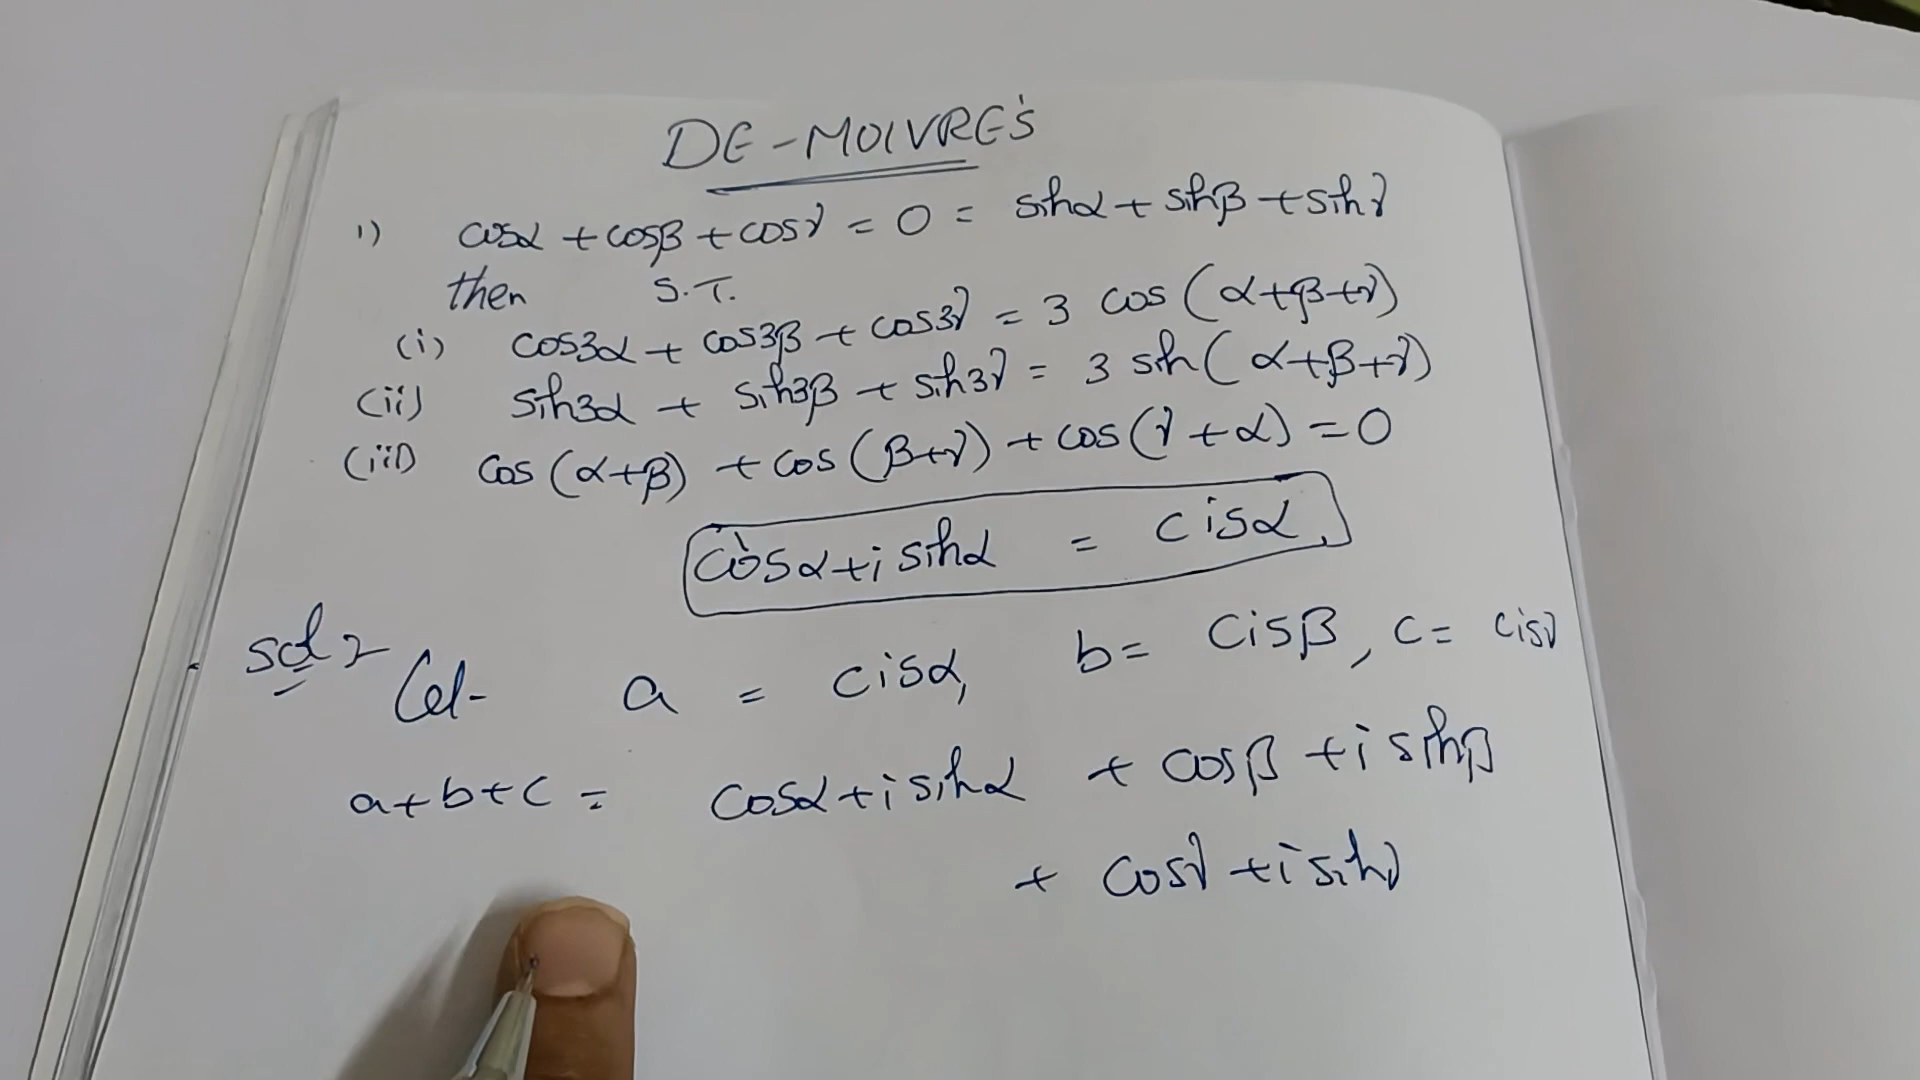 DE-MOIVRE'S
1) cosα + cosβ + cosγ = 0 = sinα + sinβ + sinγ
then S.T.
(i) cos3α + cos3β + cos3γ = 3 cos (α+β+γ)
(ii) sin3α + sin3β + sin3γ = 3 sin (α+β+γ)
(iii) cos (α+β) + cos (β+γ) + cos (γ+α) = 0
cosα + i sinα = cisα
sol Let a = cisα, b = cisβ, c = cisγ
a+b+c = cosα + i sinα + cosβ + i sinβ
+ cosγ + i sinγ